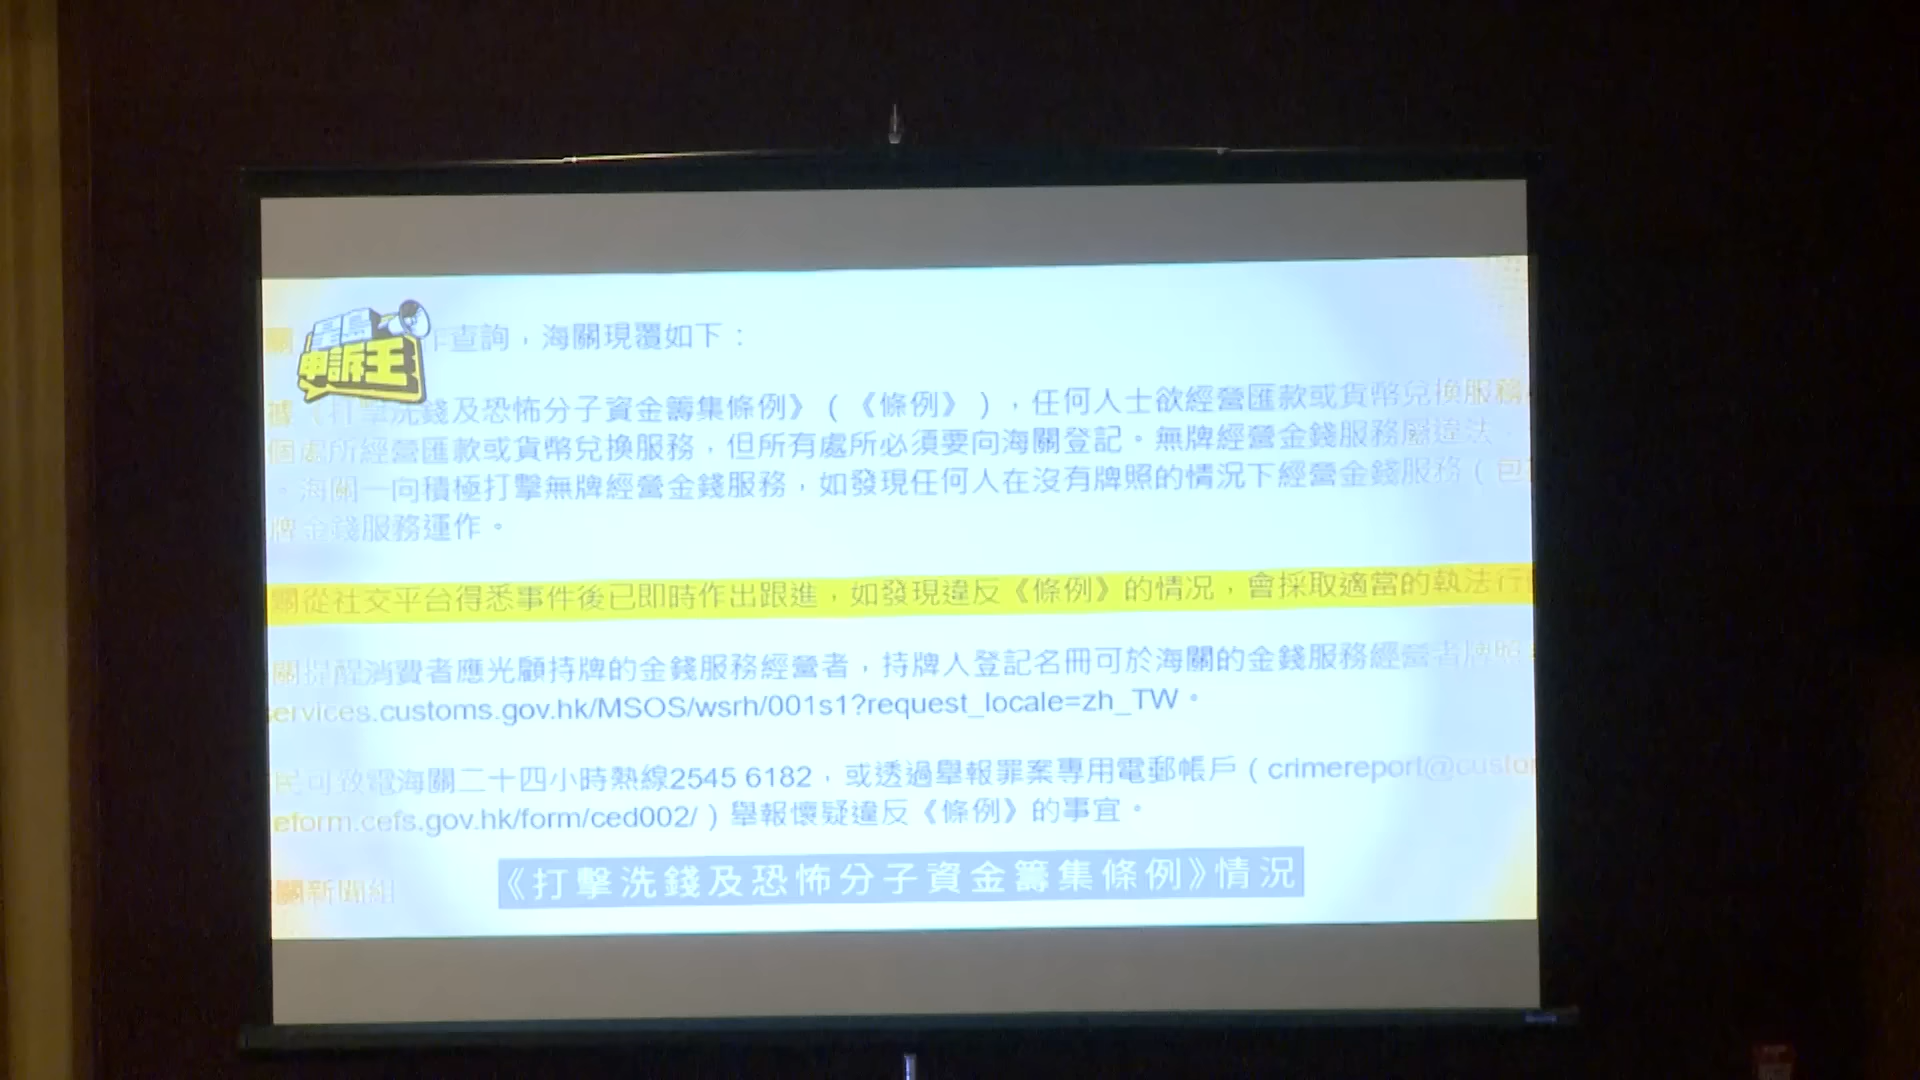 申訴王
查詢，海關現覆如下：
據《打擊洗錢及恐怖分子資金籌集條例》（《條例》），任何人士欲經營匯款或貨幣兌換服務
個處所經營匯款或貨幣兌換服務，但所有處所必須要向海關登記。無牌經營金錢服務屬違法，
。海關一向積極打擊無牌經營金錢服務，如發現任何人在沒有牌照的情況下經營金錢服務（包
牌金錢服務運作。
關從社交平台得悉事件後已即時作出跟進，如發現違反《條例》的情況，會採取適當的執法行
關提醒消費者應光顧持牌的金錢服務經營者，持牌人登記名冊可於海關的金錢服務經營者牌照
ervices.customs.gov.hk/MSOS/wsrh/001s1?request_locale=zh_TW。
民可致電海關二十四小時熱線2545 6182，或透過舉報罪案專用電郵帳戶（crimereport@custo
eform.cefs.gov.hk/form/ced002/）舉報懷疑違反《條例》的事宜。
關新聞組
《打擊洗錢及恐怖分子資金籌集條例》情況